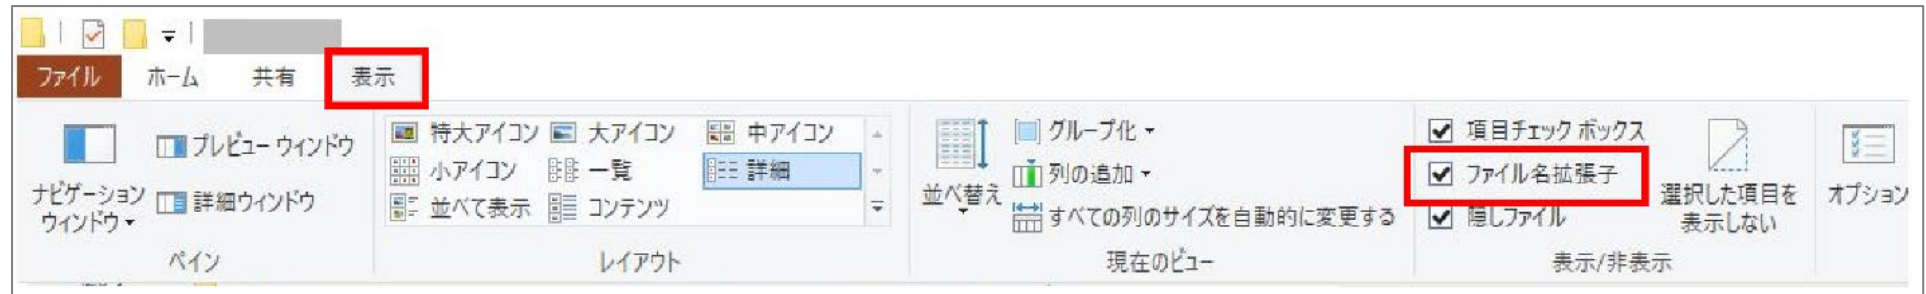 ファイル ホーム 共有 表示
ナビゲーション
ウィンドウ
プレビュー ウィンドウ
詳細ウィンドウ
ペイン
特大アイコン 大アイコン 中アイコン
小アイコン 一覧 詳細
並べて表示 コンテンツ
レイアウト
並べ替え
グループ化
列の追加
すべての列のサイズを自動的に変更する
現在のビュー
項目チェック ボックス
ファイル名拡張子
隠しファイル
選択した項目を
表示しない
表示/非表示
オプション